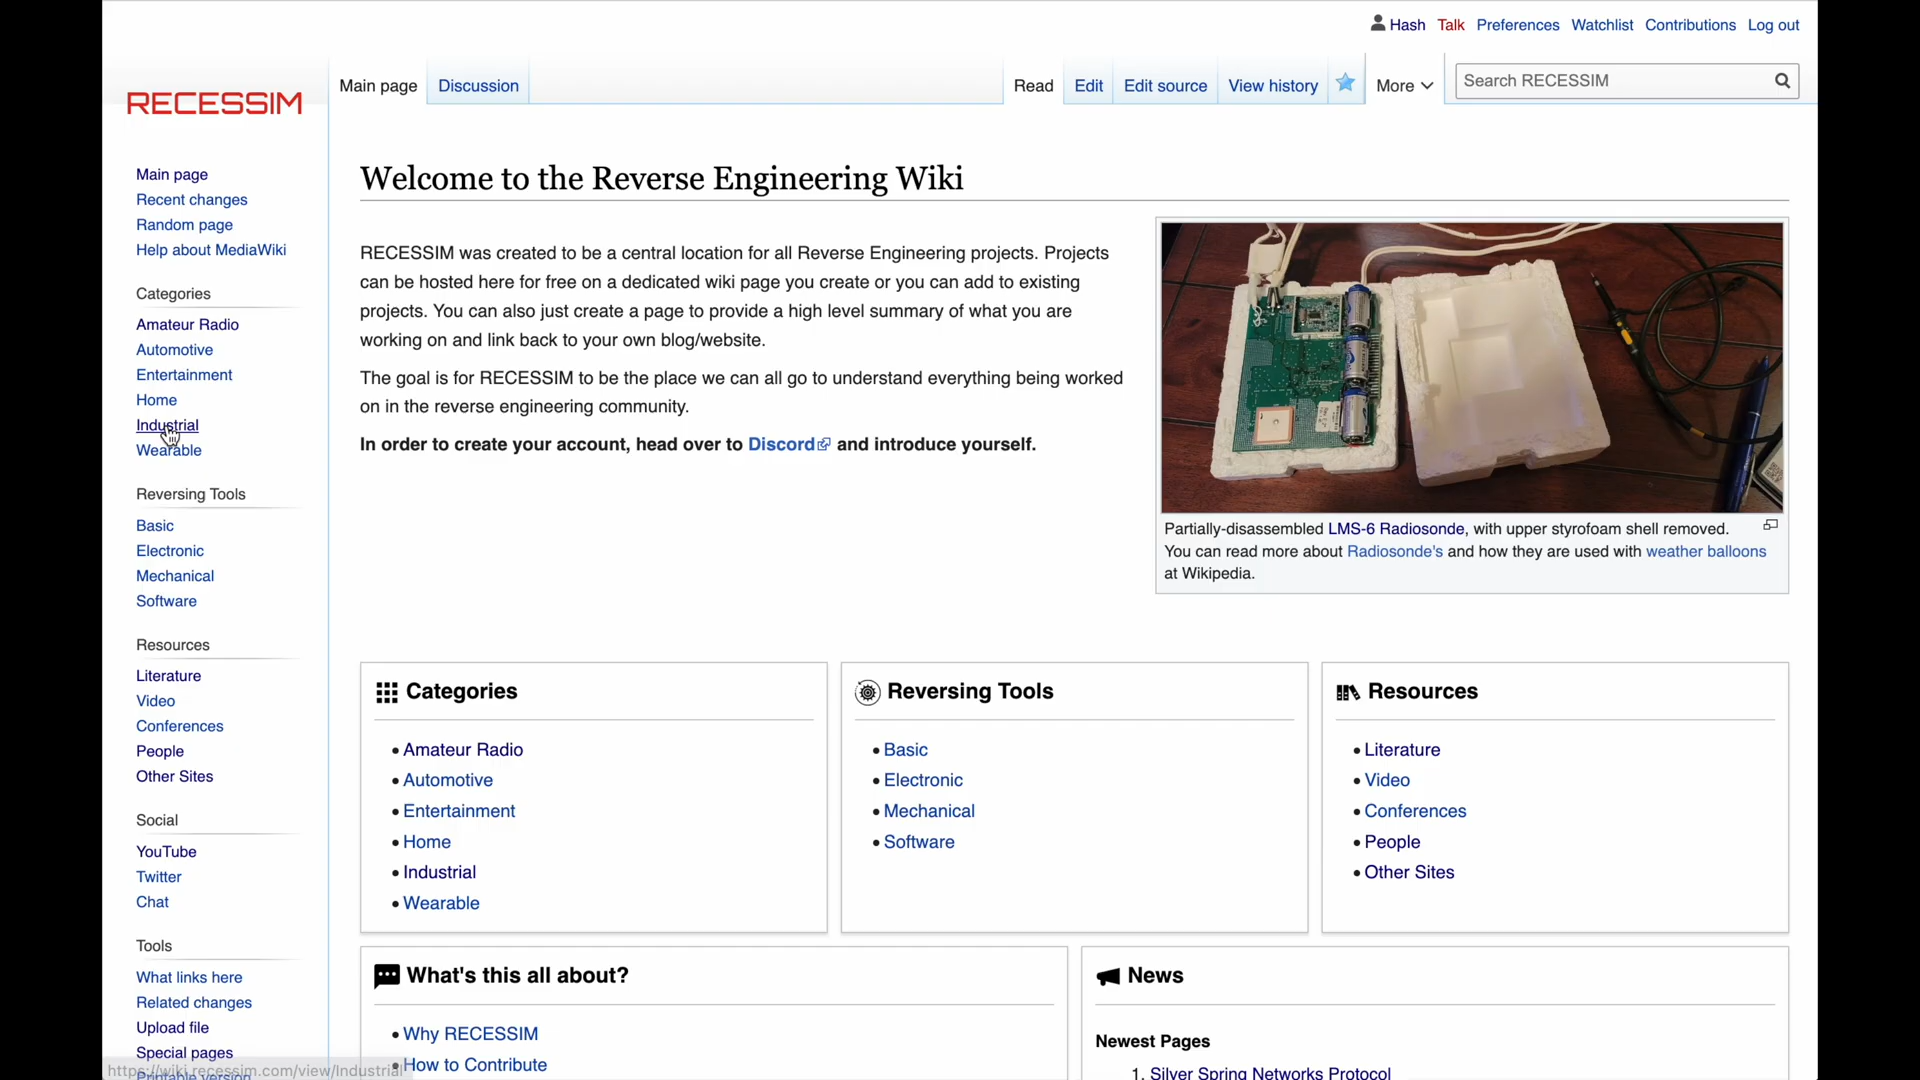 Hash Talk Preferences Watchlist Contributions Log out
RECESSIM
Main page Discussion Read Edit Edit source View history More Search RECESSIM
Main page
Recent changes
Random page
Help about MediaWiki
Categories
Amateur Radio
Automotive
Entertainment
Home
Industrial
Wearable
Reversing Tools
Basic
Electronic
Mechanical
Software
Resources
Literature
Video
Conferences
People
Other Sites
Social
YouTube
Twitter
Chat
Tools
What links here
Related changes
Upload file
Special pages
Printable version
https://wiki.recessim.com/view/Industrial
Welcome to the Reverse Engineering Wiki
RECESSIM was created to be a central location for all Reverse Engineering projects. Projects
can be hosted here for free on a dedicated wiki page you create or you can add to existing
projects. You can also just create a page to provide a high level summary of what you are
working on and link back to your own blog/website.
The goal is for RECESSIM to be the place we can all go to understand everything being worked
on in the reverse engineering community.
In order to create your account, head over to Discord and introduce yourself.
Partially-disassembled LMS-6 Radiosonde, with upper styrofoam shell removed.
You can read more about Radiosonde's and how they are used with weather balloons
at Wikipedia.
Categories
• Amateur Radio
• Automotive
• Entertainment
• Home
• Industrial
• Wearable
Reversing Tools
• Basic
• Electronic
• Mechanical
• Software
Resources
• Literature
• Video
• Conferences
• People
• Other Sites
What's this all about?
• Why RECESSIM
• How to Contribute
News
Newest Pages
1. Silver Spring Networks Protocol